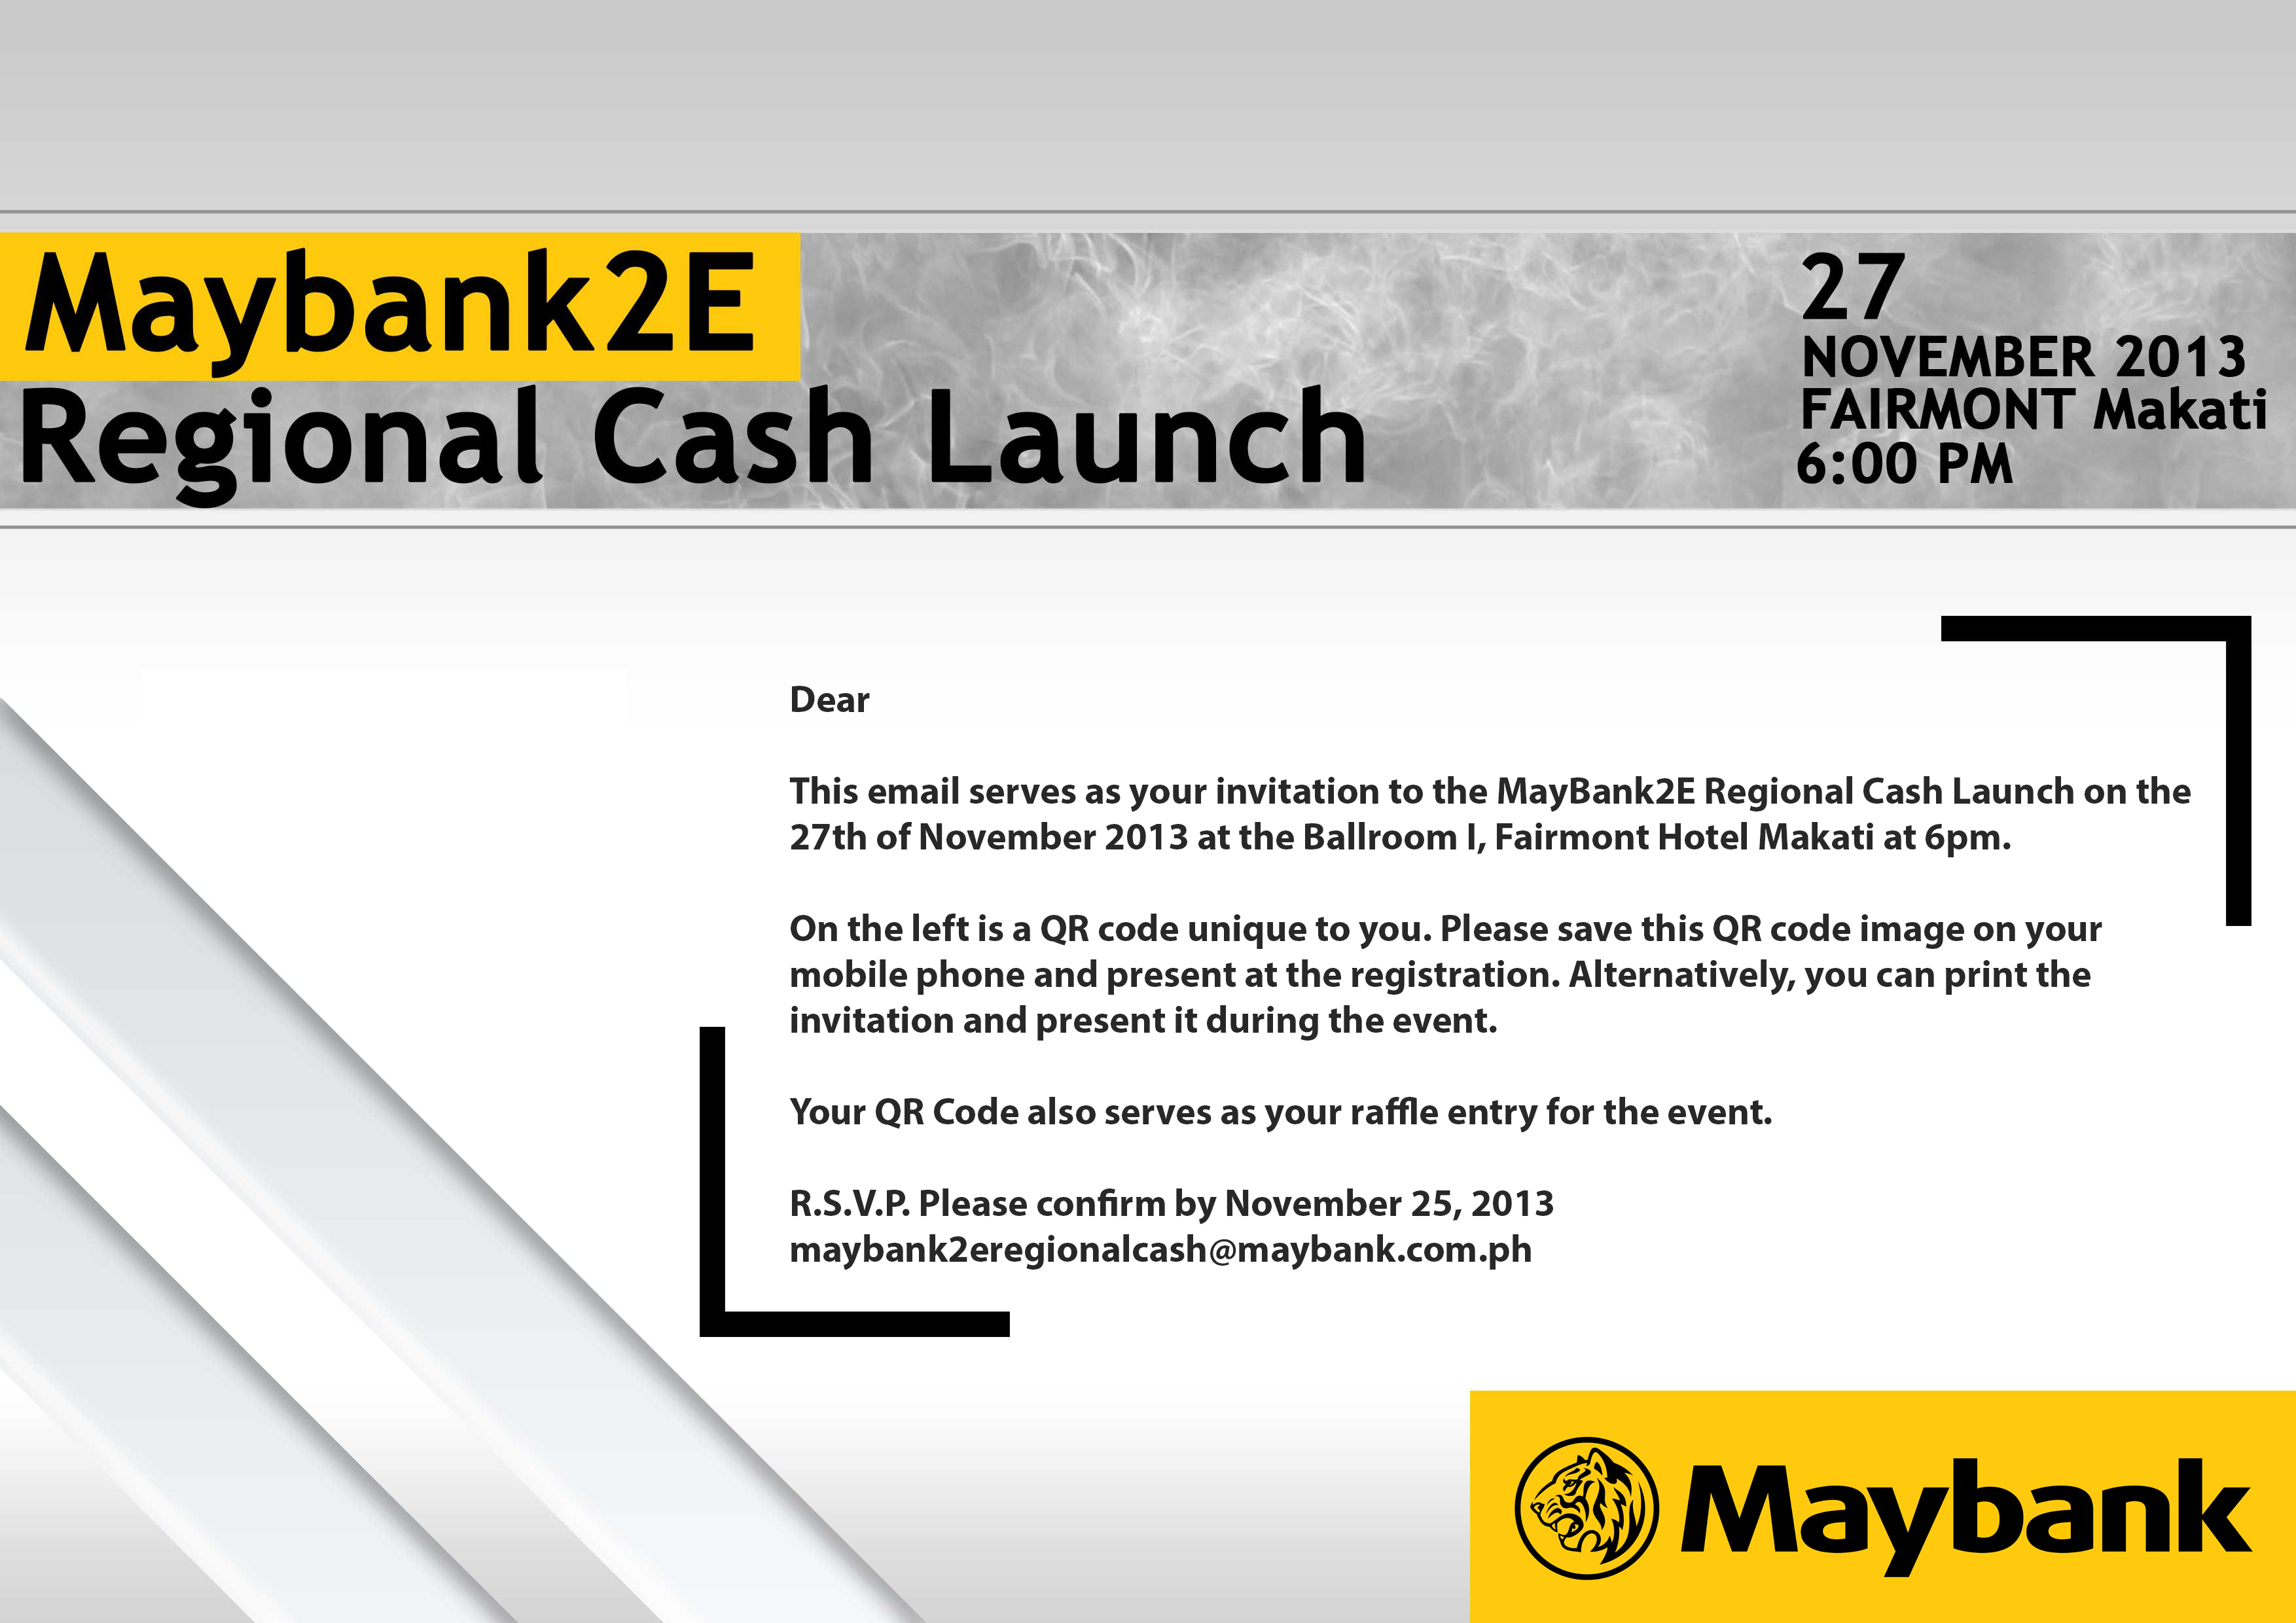 Maybank2E
Regional Cash Launch
27
NOVEMBER 2013
FAIRMONT Makati
6:00 PM
Dear
This email serves as your invitation to the MayBank2E Regional Cash Launch on the
27th of November 2013 at the Ballroom I, Fairmont Hotel Makati at 6pm.
On the left is a QR code unique to you. Please save this QR code image on your
mobile phone and present at the registration. Alternatively, you can print the
invitation and present it during the event.
Your QR Code also serves as your raffle entry for the event.
R.S.V.P. Please confirm by November 25, 2013
maybank2eregionalcash@maybank.com.ph
Maybank